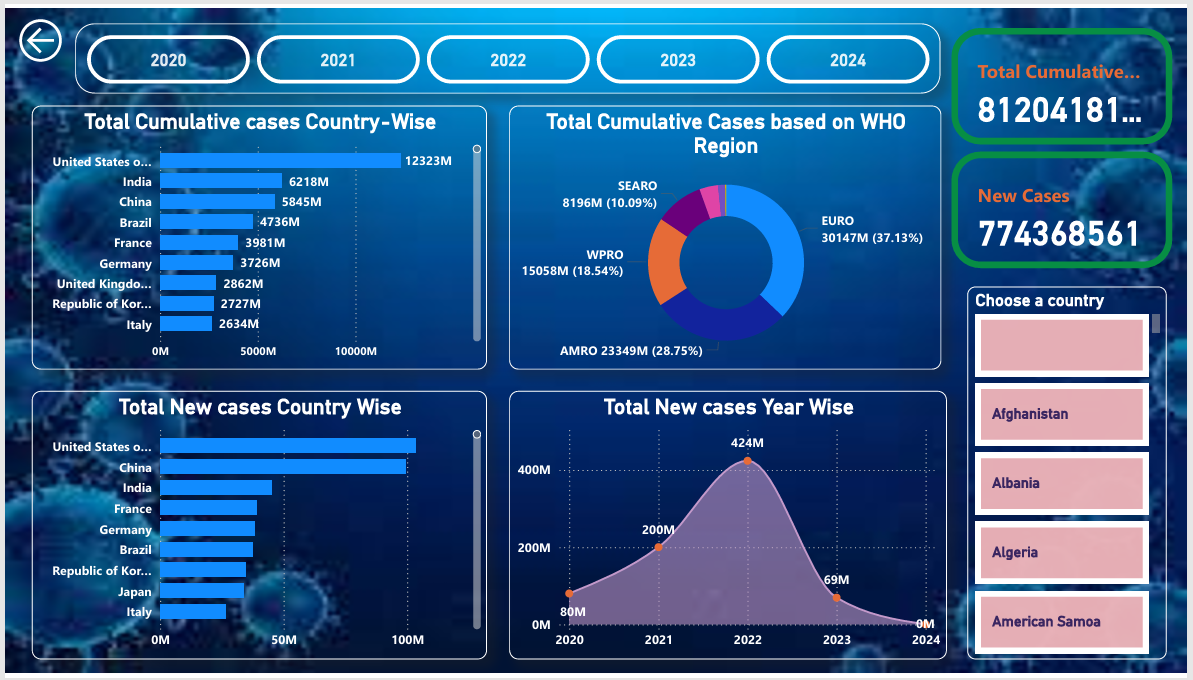 2020
2021
2022
2023
2024
Total Cumulative...
81204181...
New Cases
774368561
Total Cumulative cases Country-Wise
United States o... 12323M
India 6218M
China 5845M
Brazil 4736M
France 3981M
Germany 3726M
United Kingdo... 2862M
Republic of Kor... 2727M
Italy 2634M
0M 5000M 10000M
Total Cumulative Cases based on WHO
Region
SEARO
8196M (10.09%)
EURO
30147M (37.13%)
WPRO
15058M (18.54%)
AMRO 23349M (28.75%)
Total New cases Country Wise
United States o...
China
India
France
Germany
Brazil
Republic of Kor...
Japan
Italy
0M 50M 100M
Total New cases Year Wise
424M
400M
200M
200M
69M
80M
0M
0M
2020 2021 2022 2023 2024
Choose a country
Afghanistan
Albania
Algeria
American Samoa